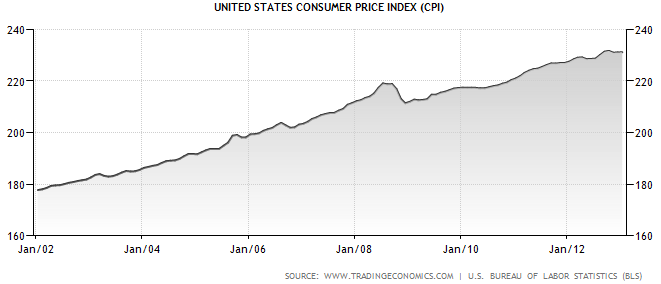 UNITED STATES CONSUMER PRICE INDEX (CPI)
240 240
220 220
200 200
180 180
160 160
Jan/02 Jan/04 Jan/06 Jan/08 Jan/10 Jan/12
SOURCE: WWW.TRADINGECONOMICS.COM | U.S. BUREAU OF LABOR STATISTICS (BLS)